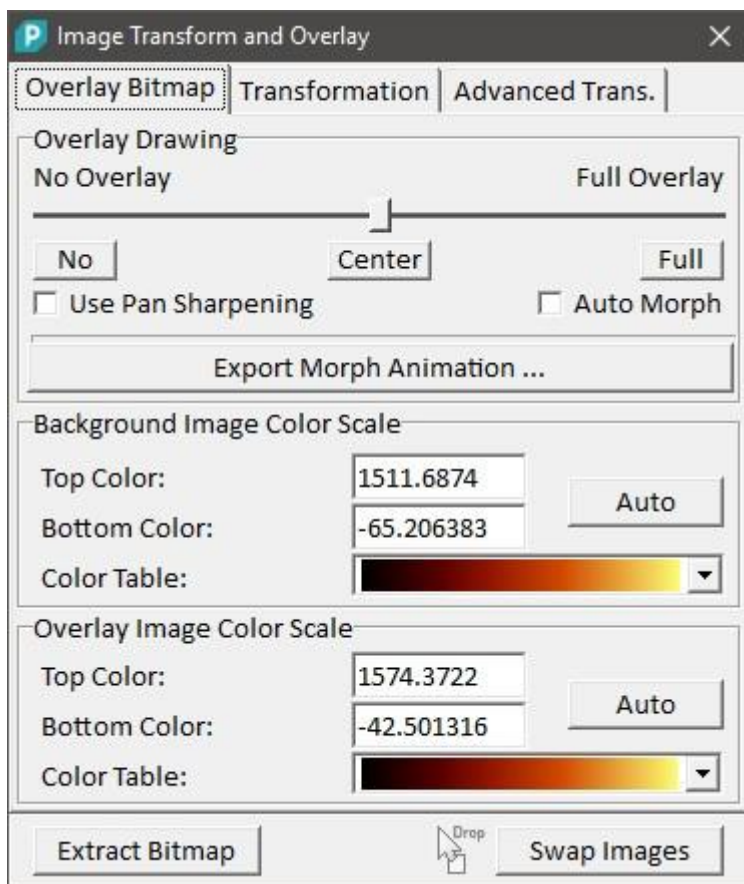 P Image Transform and Overlay
Overlay Bitmap Transformation Advanced Trans.
Overlay Drawing
No Overlay Full Overlay
No Center Full
Use Pan Sharpening Auto Morph
Export Morph Animation ...
Background Image Color Scale
Top Color: 1511.6874
Auto
Bottom Color: -65.206383
Color Table:
Overlay Image Color Scale
Top Color: 1574.3722
Auto
Bottom Color: -42.501316
Color Table:
Extract Bitmap Drop Swap Images